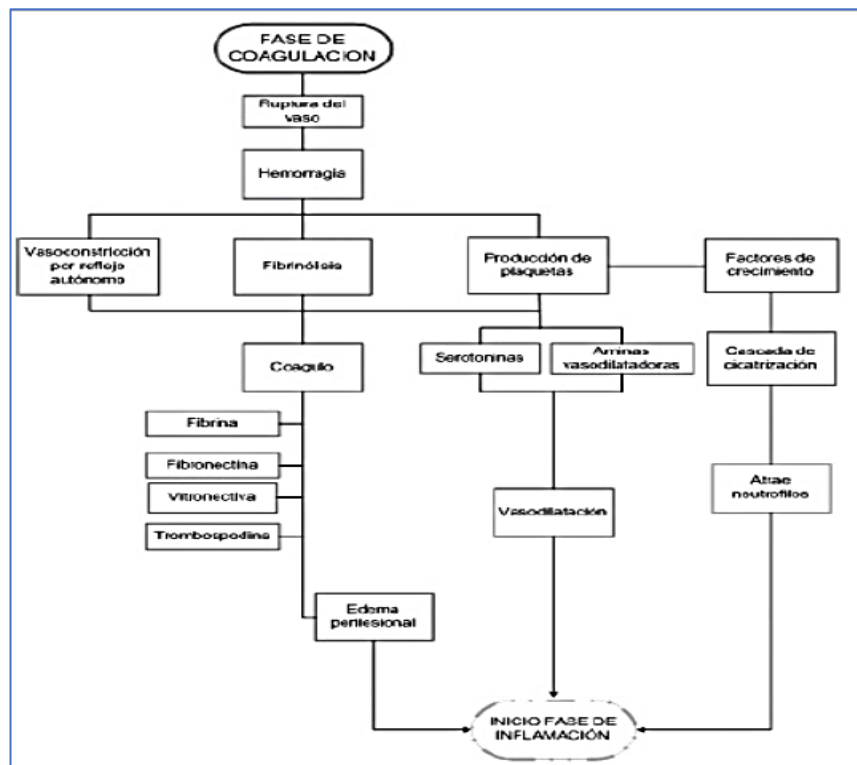 FASE DE
COAGULACION
Ruptura del
vaso
Hemorragia
Vasoconstricción
por reflejo
autónomo
Fibrinólisis
Producción de
plaquetas
Factores de
crecimiento
Coagulo
Serotoninas
Aminas
vasodilatadoras
Cascada de
cicatrización
Fibrina
Fibronectina
Vitronectiva
Trombospodina
Vasodilatación
Atrae
neutrofilos
Edema
perilesional
INICIO FASE DE
INFLAMACIÓN